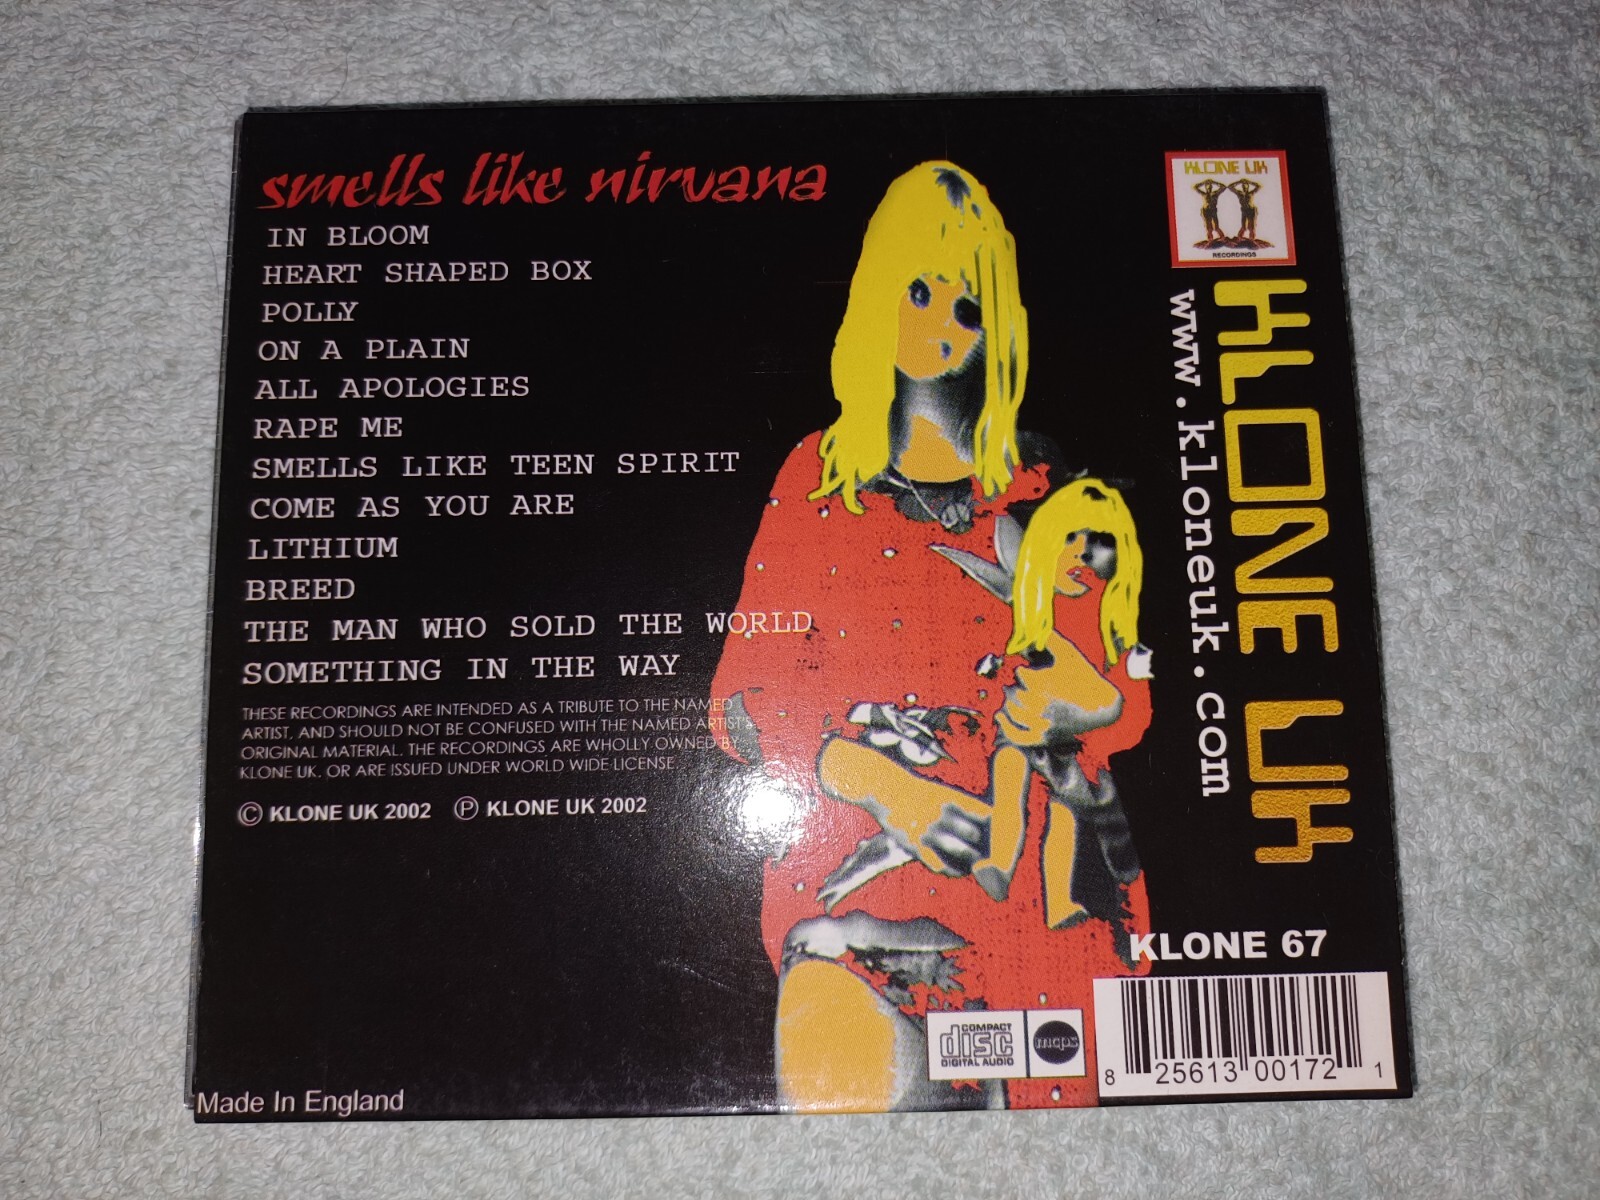 smells like nirvana
IN BLOOM
HEART SHAPED BOX
POLLY
ON A PLAIN
ALL APOLOGIES
RAPE ME
SMELLS LIKE TEEN SPIRIT
COME AS YOU ARE
LITHIUM
BREED
THE MAN WHO SOLD THE WORLD
SOMETHING IN THE WAY
THESE RECORDINGS ARE INTENDED AS A TRIBUTE TO THE NAMED
ARTIST, AND SHOULD NOT BE CONFUSED WITH THE NAMED ARTIST'S
ORIGINAL MATERIAL. THE RECORDINGS ARE WHOLLY OWNED BY
KLONE UK. OR ARE ISSUED UNDER WORLD WIDE LICENSE.
© KLONE UK 2002 ℗ KLONE UK 2002
Made In England
KLONE UK
RECORDINGS
KLONE UK
www.kloneuk.com
KLONE 67
COMPACT
disc
DIGITAL AUDIO
mcps
8 25613 00172 1